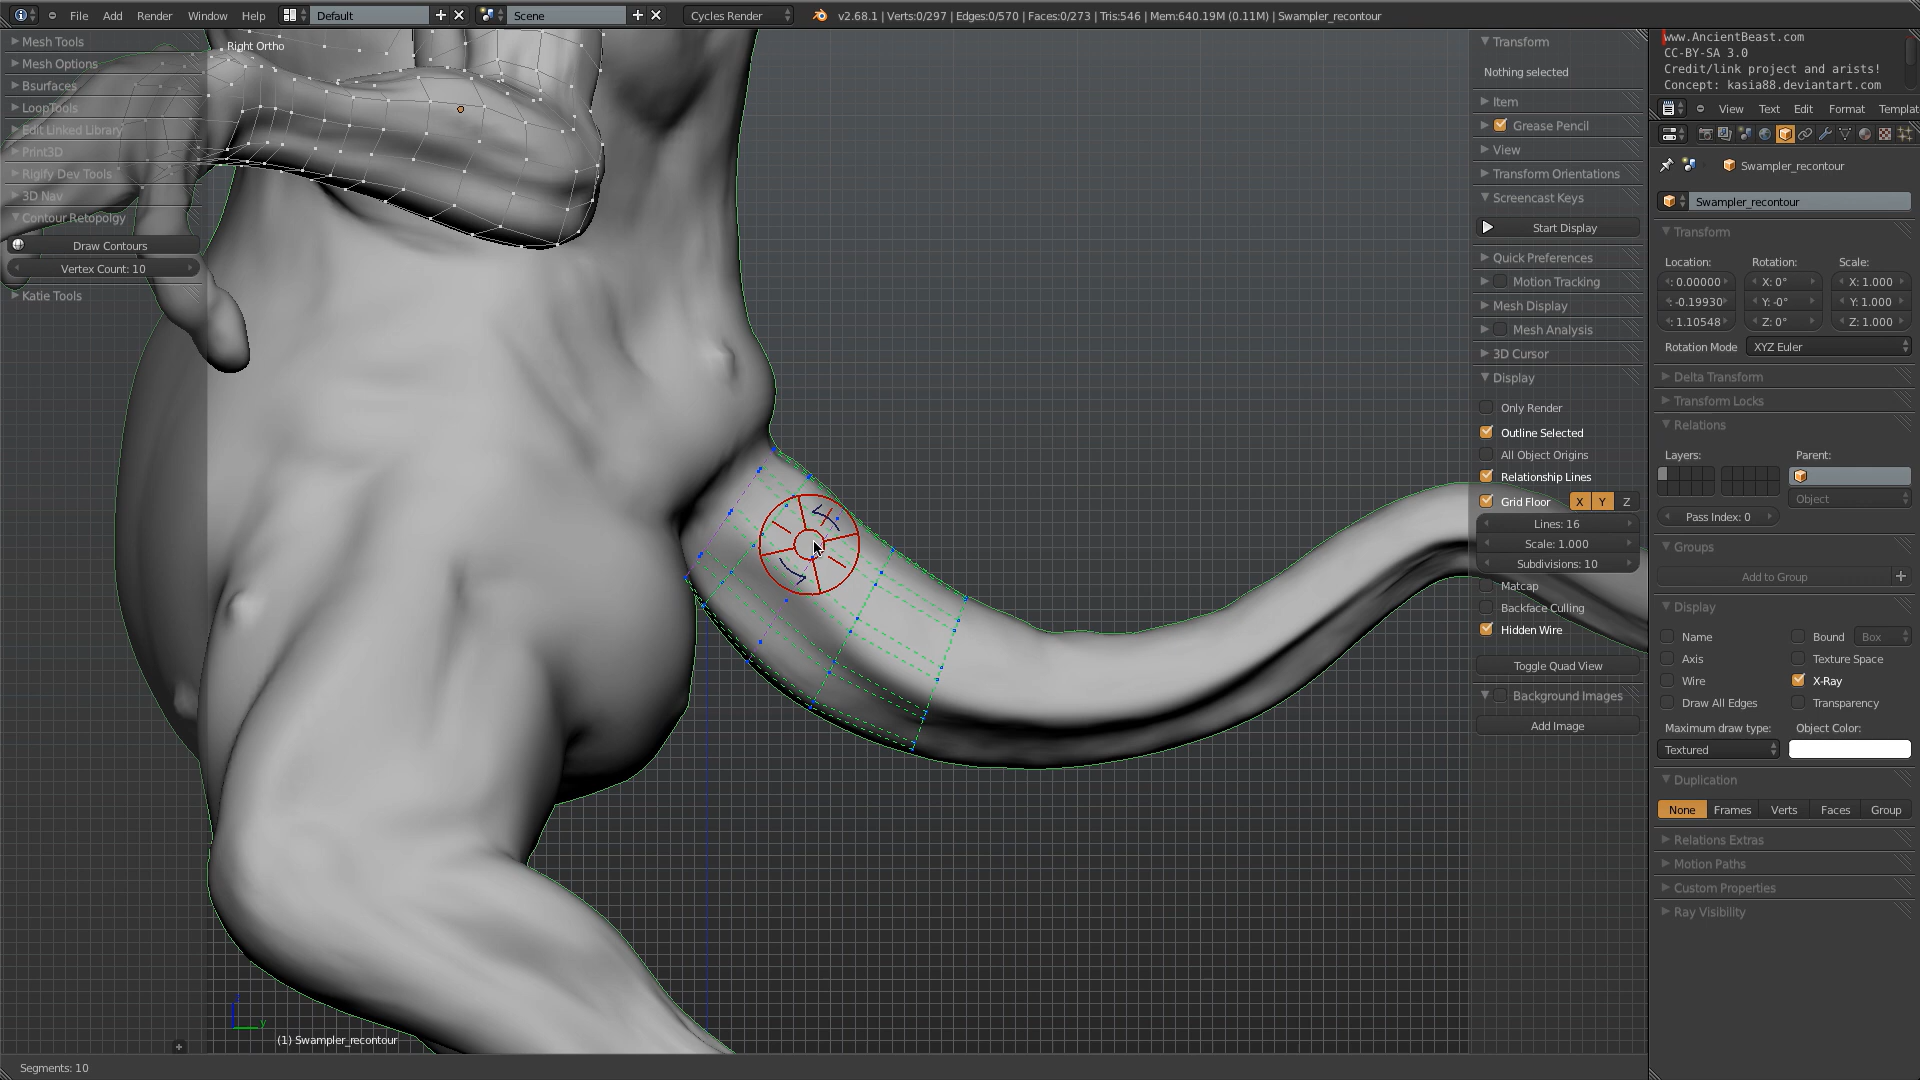 File Add Render Window Help Default Scene Cycles Render v2.68.1 | Verts:0/297 | Edges:0/570 | Faces:0/273 | Tris:546 | Mem:640.19M (0.11M) | Swampler_recontour
Mesh Tools
Mesh Options
Bsurfaces
LoopTools
Edit Linked Library
Print3D
Rigify Dev Tools
3D Nav
Contour Retopolgy
Draw Contours
Vertex Count: 10
Katie Tools
Right Ortho
y
(1) Swampler_recontour
Segments: 10
Transform
Nothing selected
Item
Grease Pencil
View
Transform Orientations
Screencast Keys
Start Display
Quick Preferences
Motion Tracking
Mesh Display
Mesh Analysis
3D Cursor
Display
Only Render
Outline Selected
All Object Origins
Relationship Lines
Grid Floor X Y Z
Lines: 16
Scale: 1.000
Subdivisions: 10
Matcap
Backface Culling
Hidden Wire
Toggle Quad View
Background Images
Add Image
www.AncientBeast.com
CC-BY-SA 3.0
Credit/link project and arists!
Concept: kasia88.deviantart.com
View Text Edit Format Templat
Swampler_recontour
Swampler_recontour
Transform
Location: Rotation: Scale:
: 0.00000 X: 0° X: 1.000
: -0.19930 Y: -0° Y: 1.000
: 1.10548 Z: 0° Z: 1.000
Rotation Mode XYZ Euler
Delta Transform
Transform Locks
Relations
Layers: Parent:
Object
Pass Index: 0
Groups
Add to Group
Display
Name Bound Box
Axis Texture Space
Wire X-Ray
Draw All Edges Transparency
Maximum draw type: Object Color:
Textured
Duplication
None Frames Verts Faces Group
Relations Extras
Motion Paths
Custom Properties
Ray Visibility